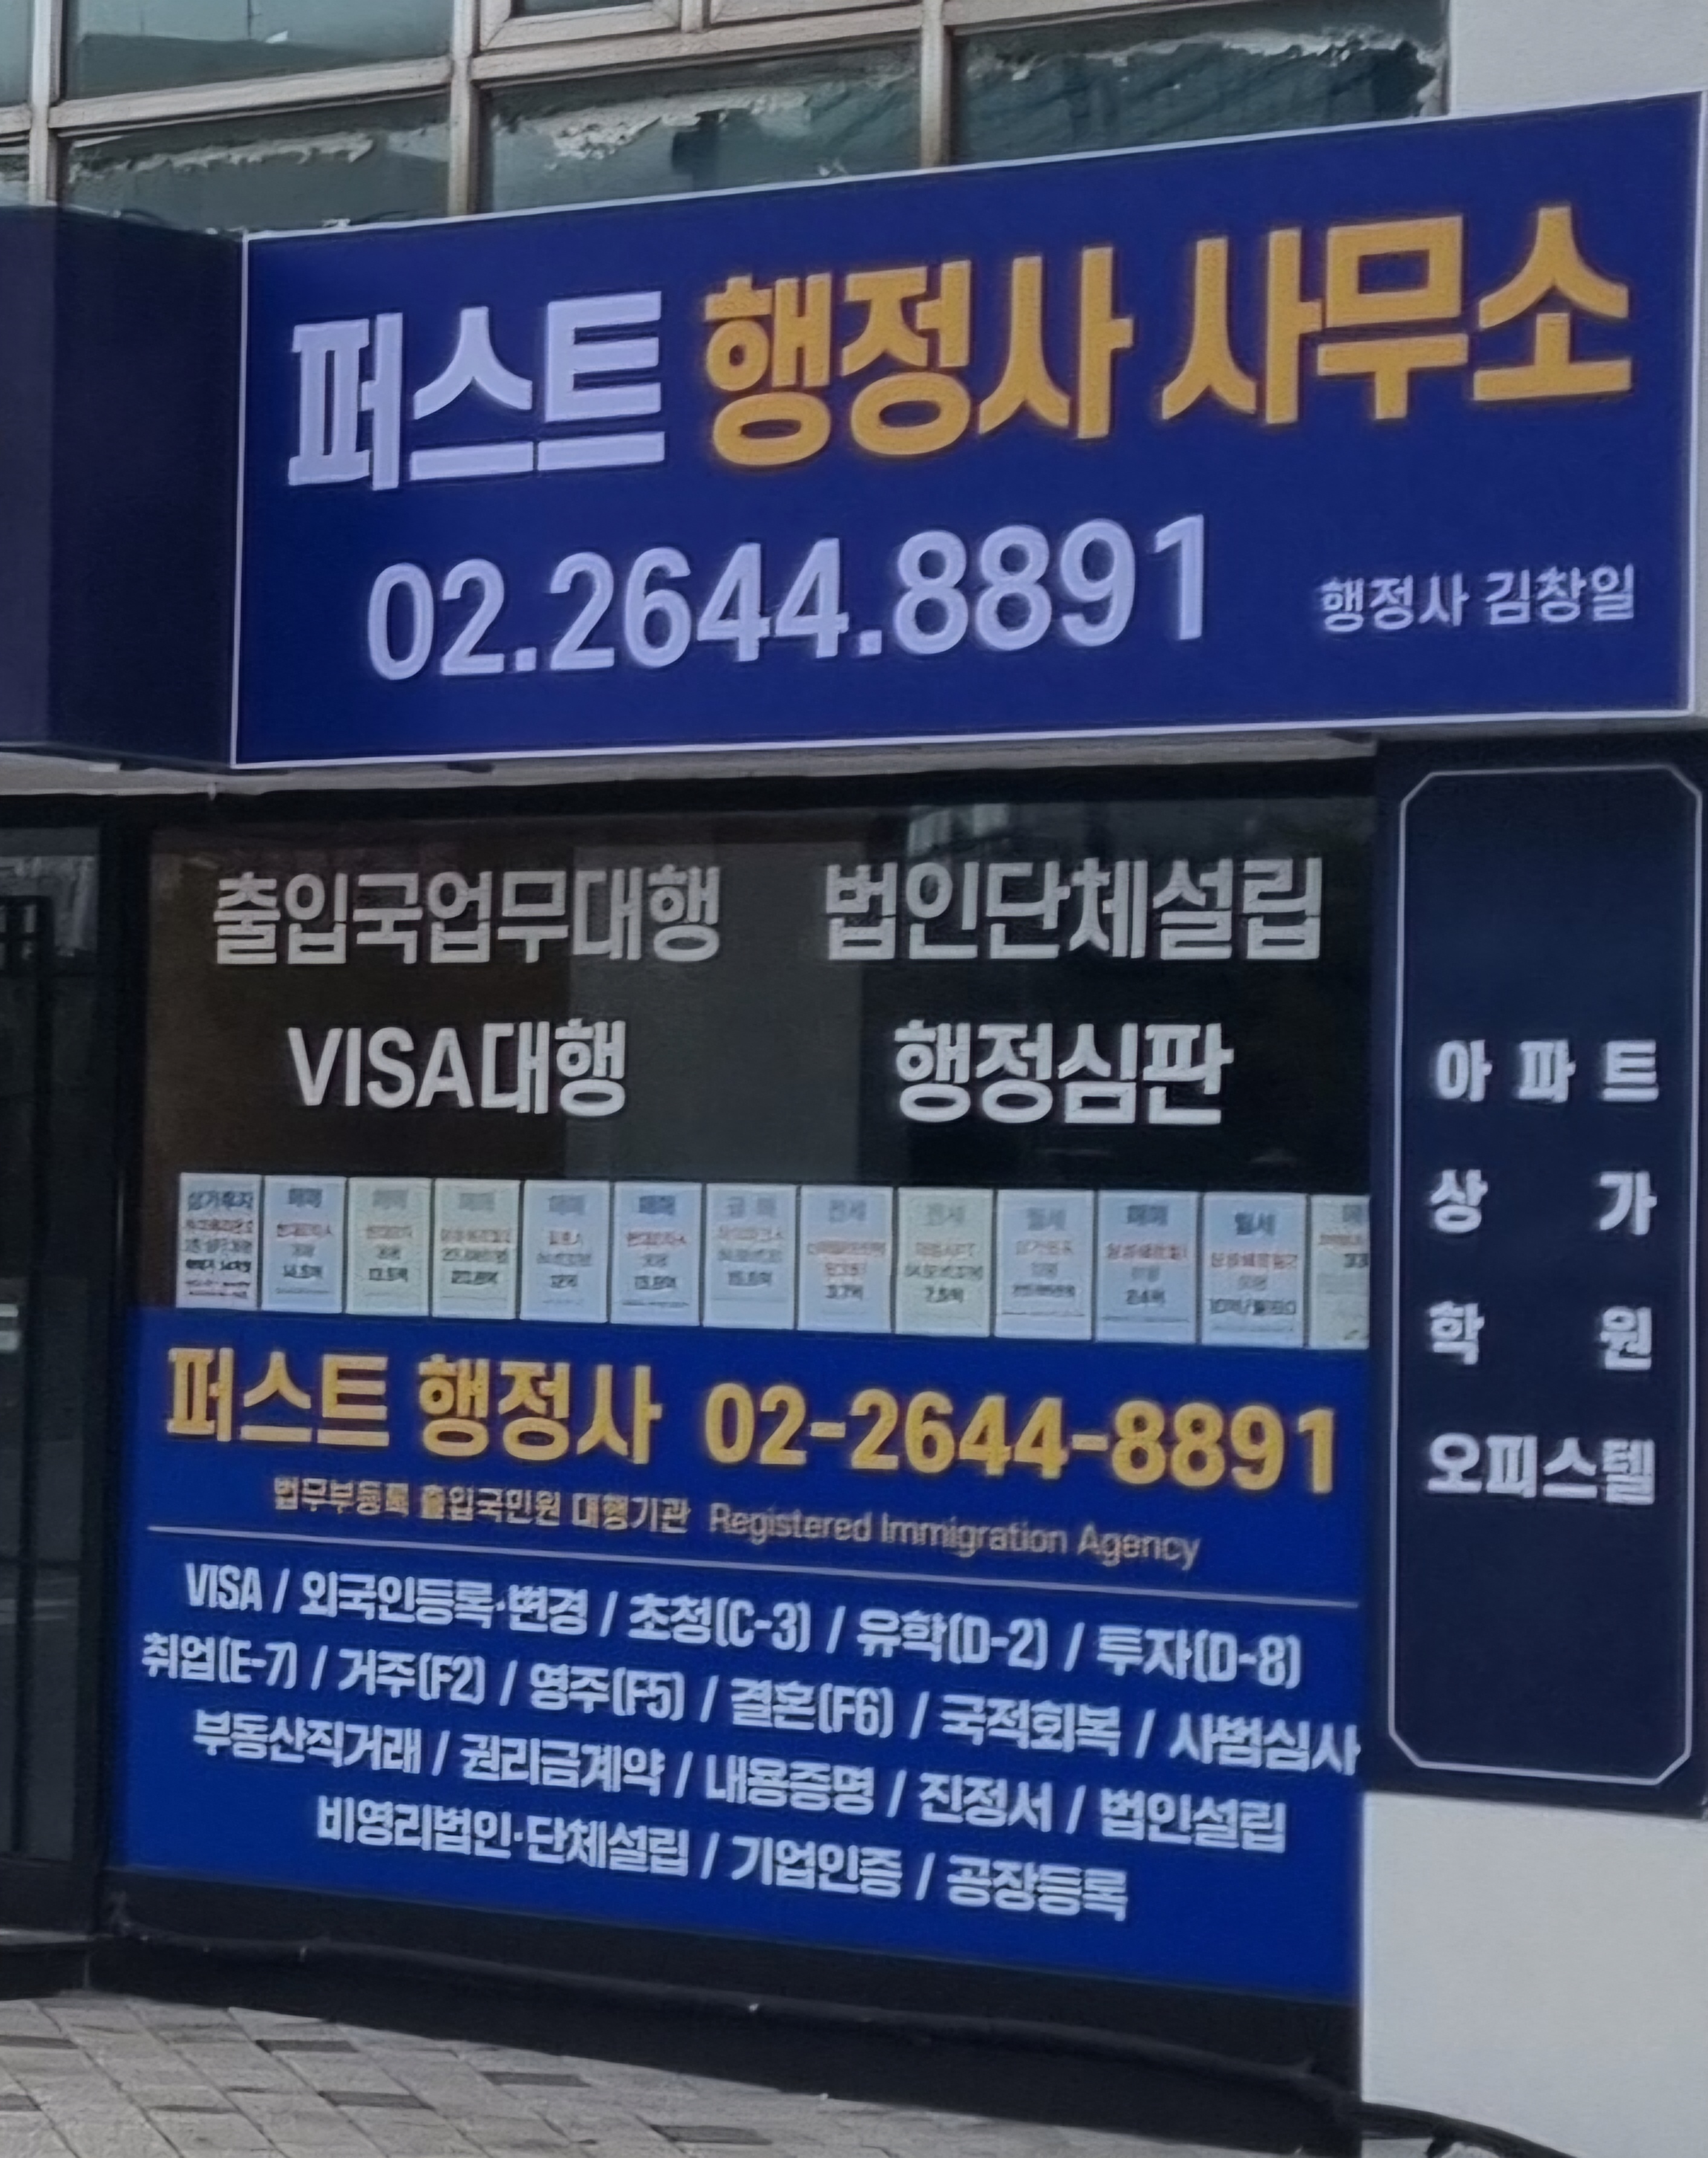 퍼스트 행정사 사무소
02.2644.8891 행정사 김창일
출입국업무대행 법인단체설립
VISA대행 행정심판
퍼스트 행정사 02-2644-8891
법무부등록 출입국민원 대행기관 Registered Immigration Agency
VISA / 외국인등록·변경 / 초청(C-3) / 유학(D-2) / 투자(D-8)
취업(E-7) / 거주(F2) / 영주(F5) / 결혼(F6) / 국적회복 / 사범심사
부동산직거래 / 권리금계약 / 내용증명 / 진정서 / 법인설립
비영리법인·단체설립 / 기업인증 / 공장등록
아파트
상가
학원
오피스텔